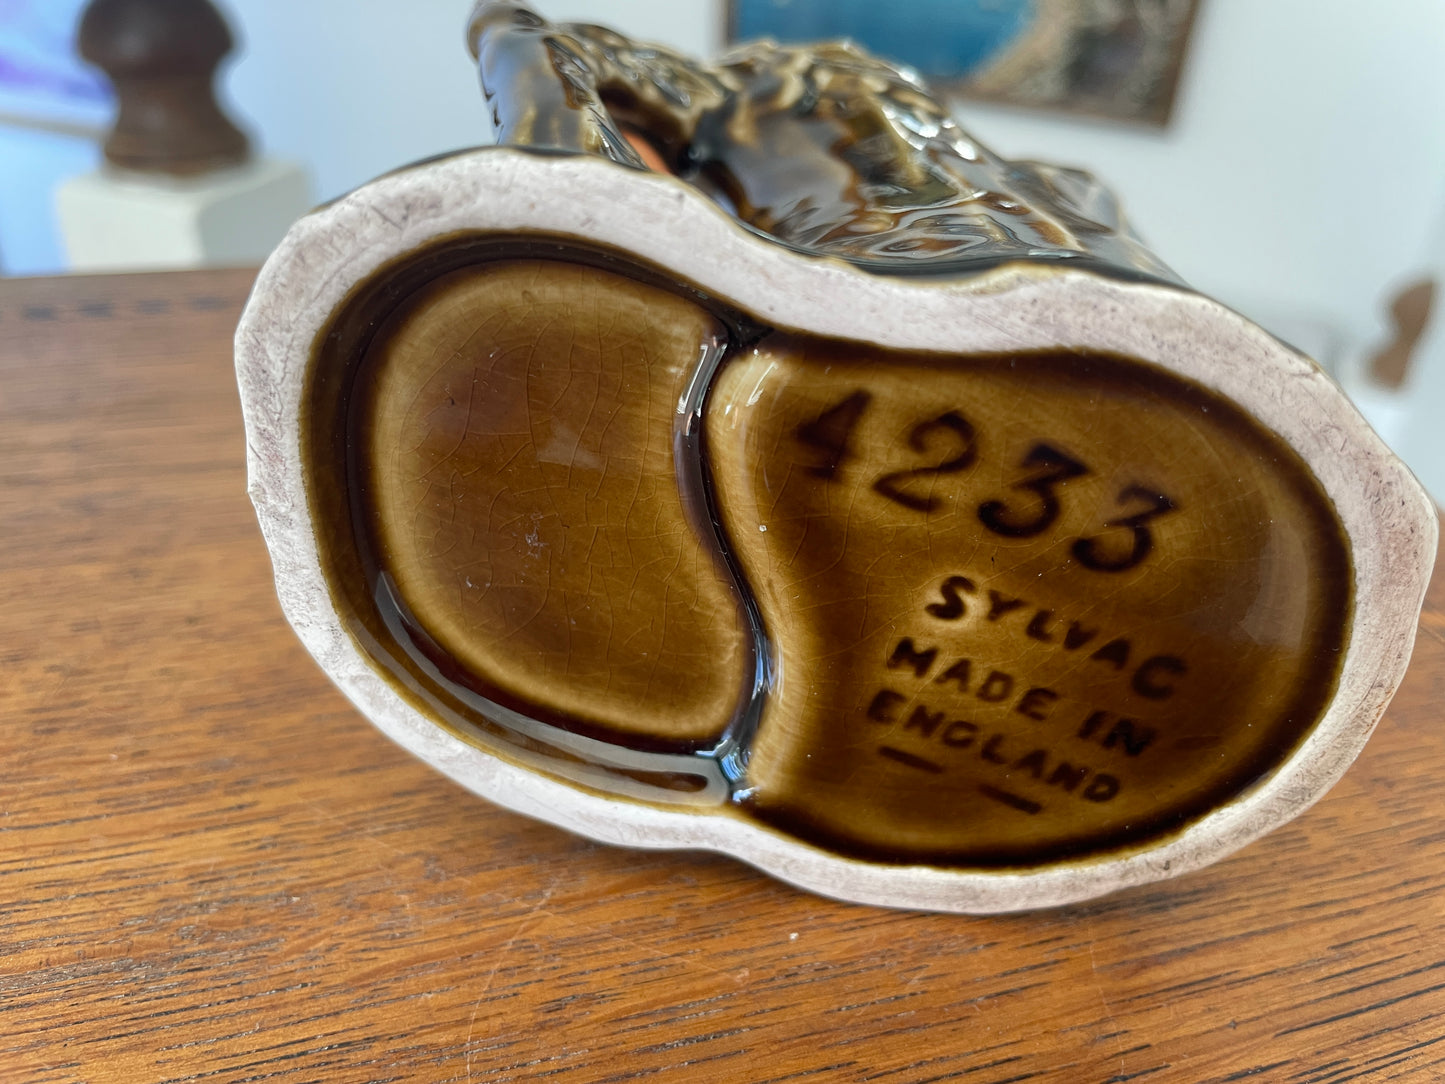 4233
SYLVAC
MADE IN
ENGLAND